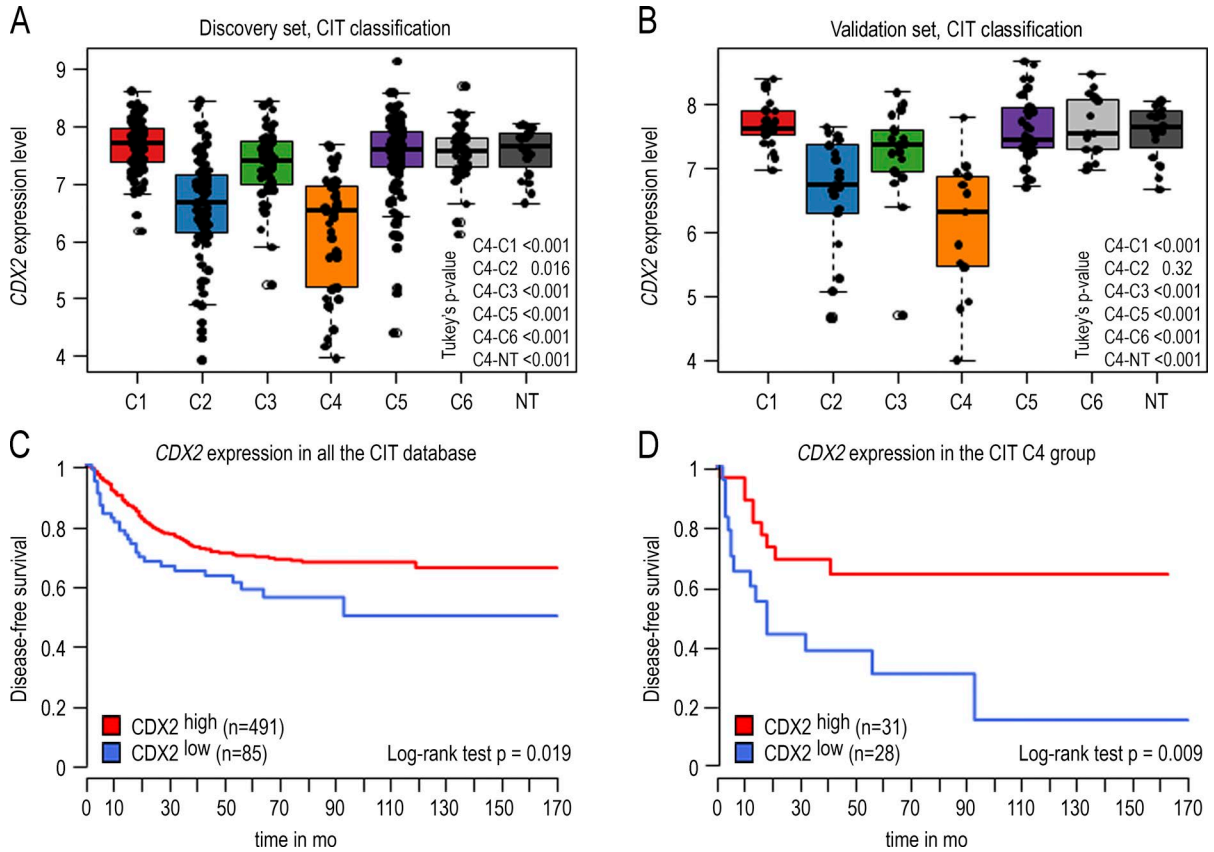 A
Discovery set, CIT classification
CDX2 expression level
9
8
7
6
5
4
C1 C2 C3 C4 C5 C6 NT
Tukey's p-value
C4-C1 <0.001
C4-C2 0.016
C4-C3 <0.001
C4-C5 <0.001
C4-C6 <0.001
C4-NT <0.001
B
Validation set, CIT classification
CDX2 expression level
8
7
6
5
4
C1 C2 C3 C4 C5 C6 NT
Tukey's p-value
C4-C1 <0.001
C4-C2 0.32
C4-C3 <0.001
C4-C5 <0.001
C4-C6 <0.001
C4-NT <0.001
C
CDX2 expression in all the CIT database
Disease-free survival
1
0.8
0.6
0.4
0.2
0
CDX2 high (n=491)
CDX2 low (n=85)
Log-rank test p = 0.019
0 10 30 50 70 90 110 130 150 170
time in mo
D
CDX2 expression in the CIT C4 group
Disease-free survival
1
0.8
0.6
0.4
0.2
0
CDX2 high (n=31)
CDX2 low (n=28)
Log-rank test p = 0.009
0 10 30 50 70 90 110 130 150 170
time in mo